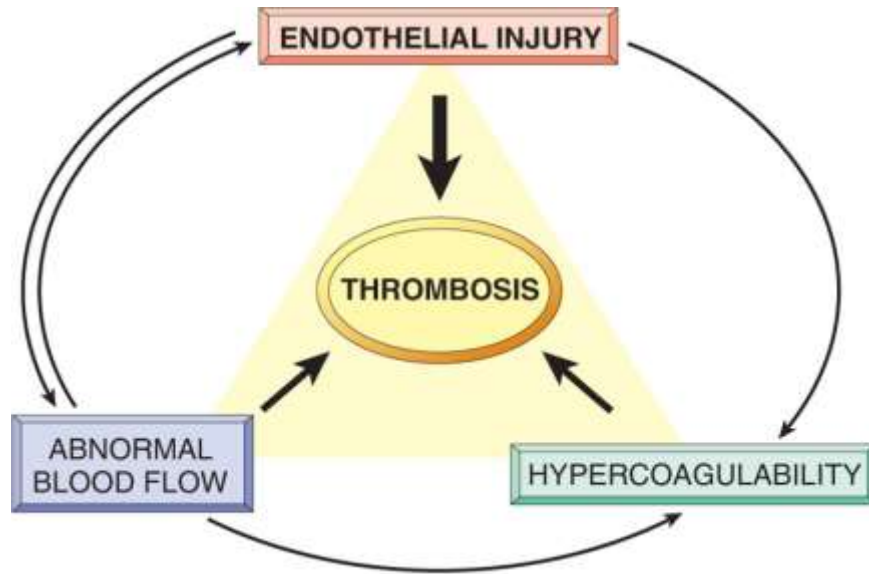 ENDOTHELIAL INJURY
THROMBOSIS
ABNORMAL
BLOOD FLOW
HYPERCOAGULABILITY